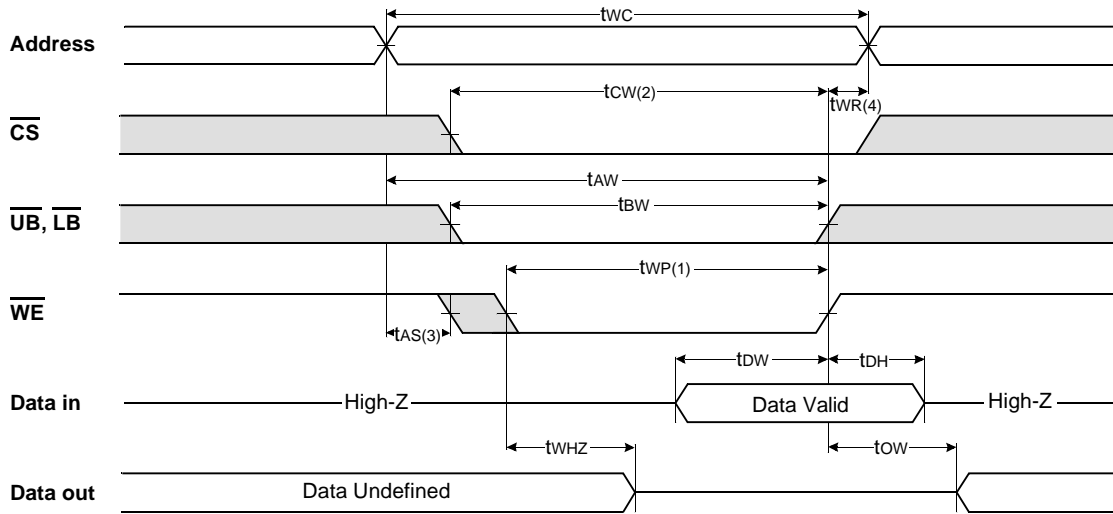 tWC
Address
tCW(2)
tWR(4)
CS
tAW
UB, LB
tBW
tWP(1)
WE
tAS(3)
tDW
tDH
Data in
High-Z
Data Valid
High-Z
tWHZ
tOW
Data out
Data Undefined